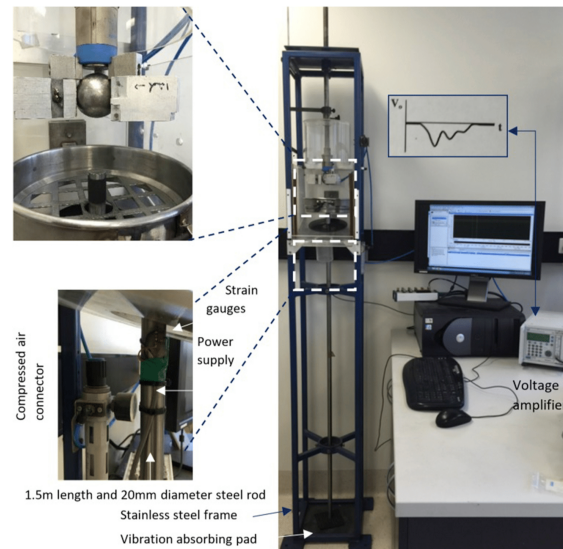 Vₒ
t
Strain
gauges
Power
supply
Compressed air
connector
Voltage
amplifie
1.5m length and 20mm diameter steel rod
Stainless steel frame
Vibration absorbing pad